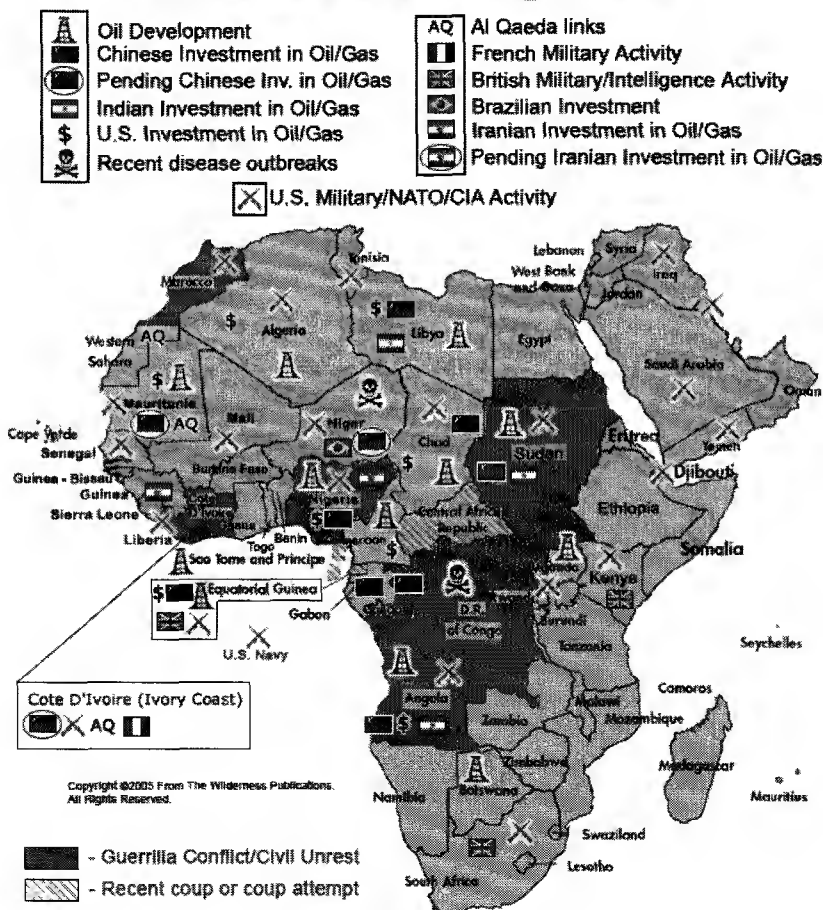 Oil Development
Chinese Investment in Oil/Gas
Pending Chinese Inv. in Oil/Gas
Indian Investment in Oil/Gas
$ U.S. Investment in Oil/Gas
Recent disease outbreaks
AQ Al Qaeda links
French Military Activity
British Military/Intelligence Activity
Brazilian Investment
Iranian Investment in Oil/Gas
Pending Iranian Investment in Oil/Gas
U.S. Military/NATO/CIA Activity
Tunisia
Lebanon
Syria
Iraq
West Bank
and Gaza
Jordan
Morocco
Algeria
$
$
Libya
Egypt
Saudi Arabia
Oman
Yemen
Western
Sahara
AQ
$
Mauritania
AQ
Mali
Niger
Chad
$
Sudan
Eritrea
Djibouti
Cape Verde
Senegal
Guinea - Bissau
Guinea
Sierra Leone
Liberia
Burkina Faso
Cote
D'Ivoire
Ghana
Togo
Benin
Nigeria
$
Cameroon
$
Central African
Republic
Ethiopia
Somalia
Uganda
Kenya
Sao Tome and Principe
$ Equatorial Guinea
Gabon
D.R.
of Congo
Burundi
Tanzania
U.S. Navy
Seychelles
Cote D'Ivoire (Ivory Coast)
AQ
Angola
$
Zambia
Malawi
Mozambique
Comoros
Zimbabwe
Madagascar
Mauritius
Namibia
Botswana
Swaziland
Lesotho
South Africa
Copyright ©2005 From The Wilderness Publications.
All Rights Reserved.
- Guerrilla Conflict/Civil Unrest
- Recent coup or coup attempt